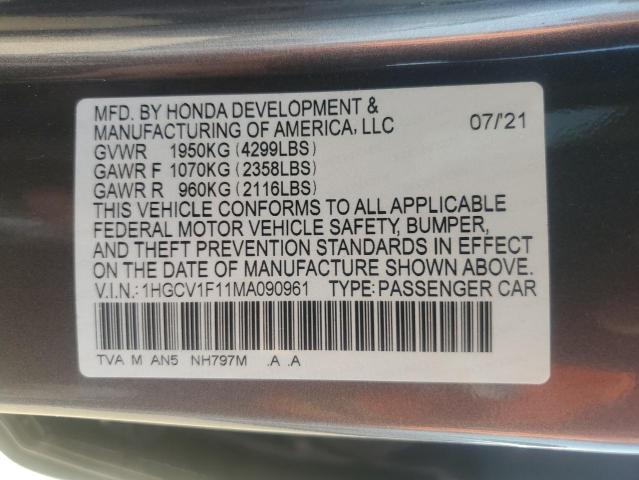 MFD. BY HONDA DEVELOPMENT &
MANUFACTURING OF AMERICA, LLC 07/'21
GVWR 1950KG (4299LBS)
GAWR F 1070KG (2358LBS)
GAWR R 960KG (2116LBS)
THIS VEHICLE CONFORMS TO ALL APPLICABLE
FEDERAL MOTOR VEHICLE SAFETY, BUMPER,
AND THEFT PREVENTION STANDARDS IN EFFECT
ON THE DATE OF MANUFACTURE SHOWN ABOVE.
V.I.N.: 1HGCV1F11MA090961 TYPE: PASSENGER CAR
TVA M AN5 NH797M .A .A